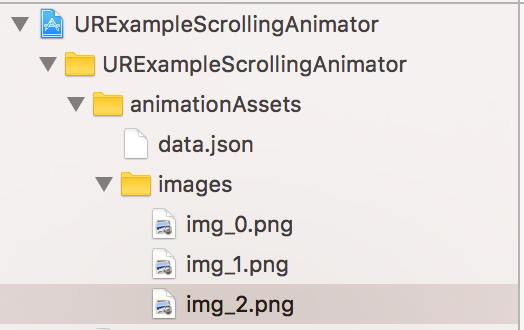 URExampleScrollingAnimator
URExampleScrollingAnimator
animationAssets
data.json
images
img_0.png
img_1.png
img_2.png